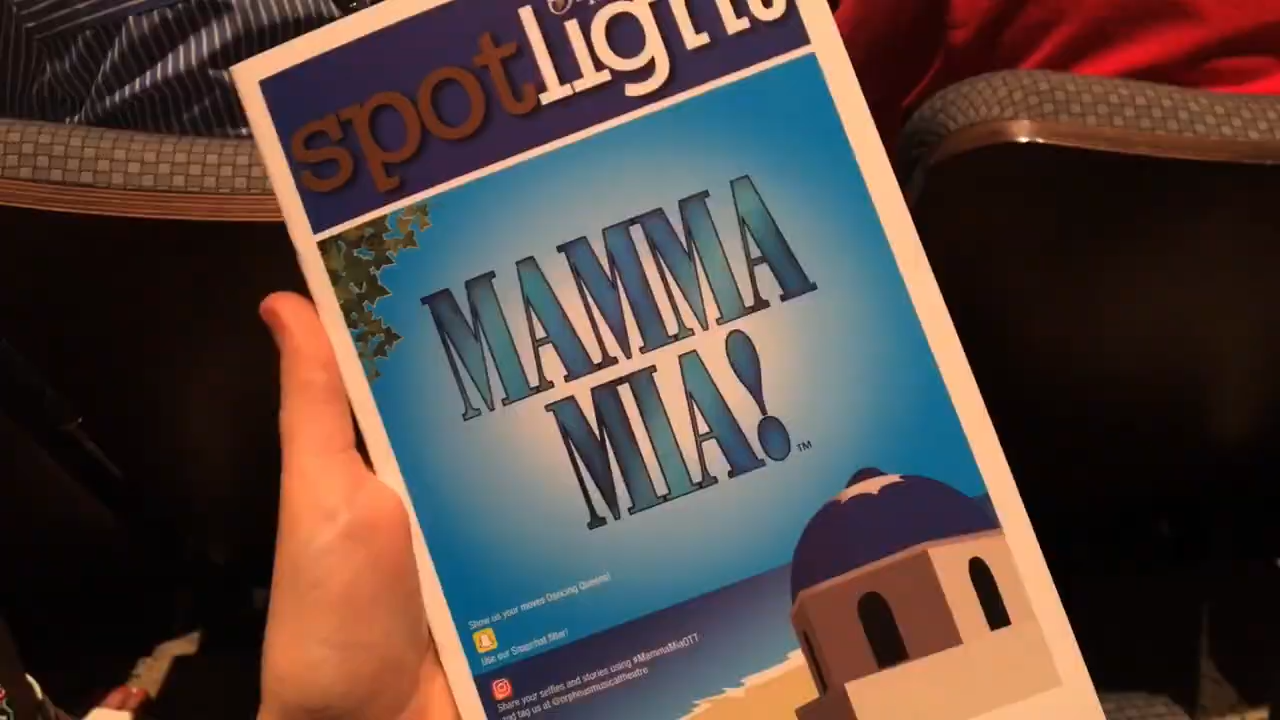 spotlight
MAMMA
MIA!
TM
Show us your moves Dancing Queens!
Use our Snapchat filter!
Share your selfies and stories using #MammaMiaOTT
and tag us at @orpheusmusicaltheatre